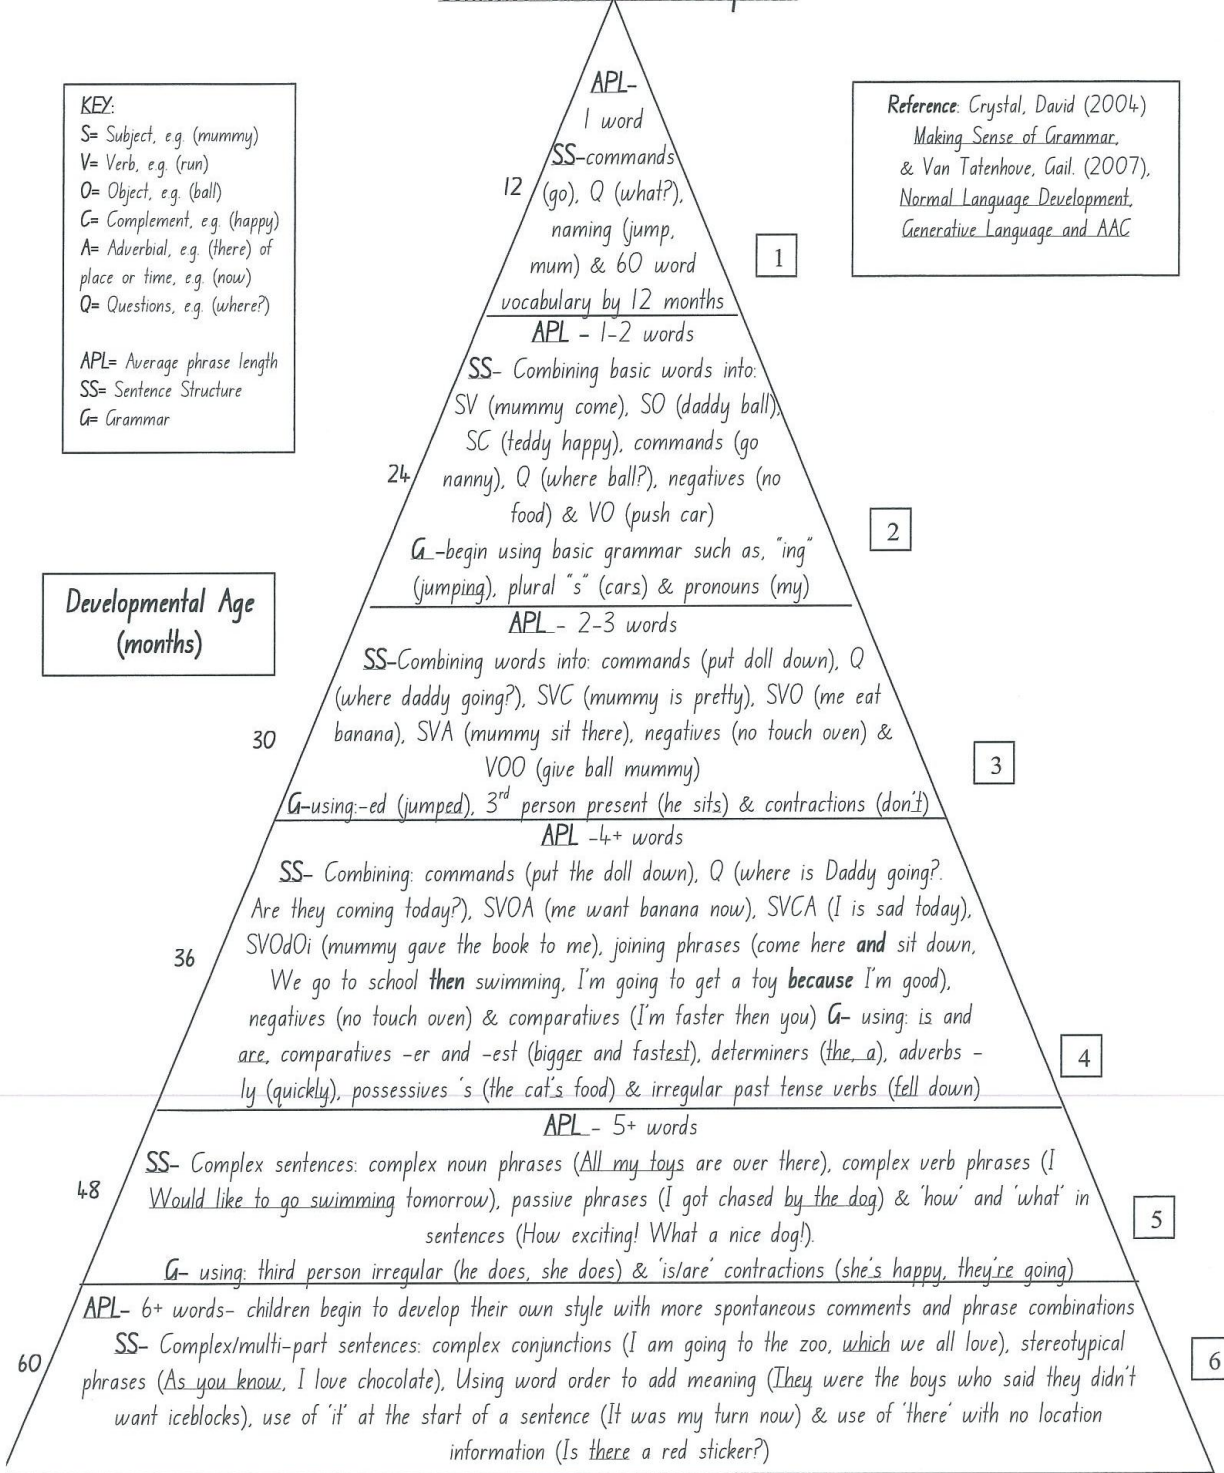 KEY:
S= Subject, e.g. (mummy)
V= Verb, e.g. (run)
O= Object, e.g. (ball)
C= Complement, e.g. (happy)
A= Adverbial, e.g. (there) of
place or time, e.g. (now)
Q= Questions, e.g. (where?)
APL= Average phrase length
SS= Sentence Structure
G= Grammar
Reference: Crystal, David (2004)
Making Sense of Grammar,
& Van Tatenhove, Gail. (2007),
Normal Language Development,
Generative Language and AAC
Developmental Age
(months)
APL-
1 word
SS-commands
12
(go), Q (what?),
naming (jump,
mum) & 60 word
vocabulary by 12 months
1
APL - 1-2 words
SS- Combining basic words into:
SV (mummy come), SO (daddy ball),
SC (teddy happy), commands (go
24
nanny), Q (where ball?), negatives (no
food) & VO (push car)
2
G -begin using basic grammar such as, "ing"
(jumping), plural "s" (cars) & pronouns (my)
APL - 2-3 words
SS-Combining words into: commands (put doll down), Q
(where daddy going?), SVC (mummy is pretty), SVO (me eat
30
banana), SVA (mummy sit there), negatives (no touch oven) &
VOO (give ball mummy)
3
G-using:-ed (jumped), 3rd person present (he sits) & contractions (don't)
APL -4+ words
SS- Combining: commands (put the doll down), Q (where is Daddy going?.
Are they coming today?), SVOA (me want banana now), SVCA (I is sad today),
36
SVOdOi (mummy gave the book to me), joining phrases (come here and sit down,
We go to school then swimming, I'm going to get a toy because I'm good),
negatives (no touch oven) & comparatives (I'm faster then you) G- using: is and
are, comparatives -er and -est (bigger and fastest), determiners (the, a), adverbs -
4
ly (quickly), possessives 's (the cat's food) & irregular past tense verbs (fell down)
APL - 5+ words
SS- Complex sentences: complex noun phrases (All my toys are over there), complex verb phrases (I
48
Would like to go swimming tomorrow), passive phrases (I got chased by the dog) & 'how' and 'what' in
5
sentences (How exciting! What a nice dog!).
G- using: third person irregular (he does, she does) & 'is/are' contractions (she's happy, they're going)
APL- 6+ words- children begin to develop their own style with more spontaneous comments and phrase combinations
SS- Complex/multi-part sentences: complex conjunctions (I am going to the zoo, which we all love), stereotypical
60
6
phrases (As you know, I love chocolate), Using word order to add meaning (They were the boys who said they didn't
want iceblocks), use of 'it' at the start of a sentence (It was my turn now) & use of 'there' with no location
information (Is there a red sticker?)